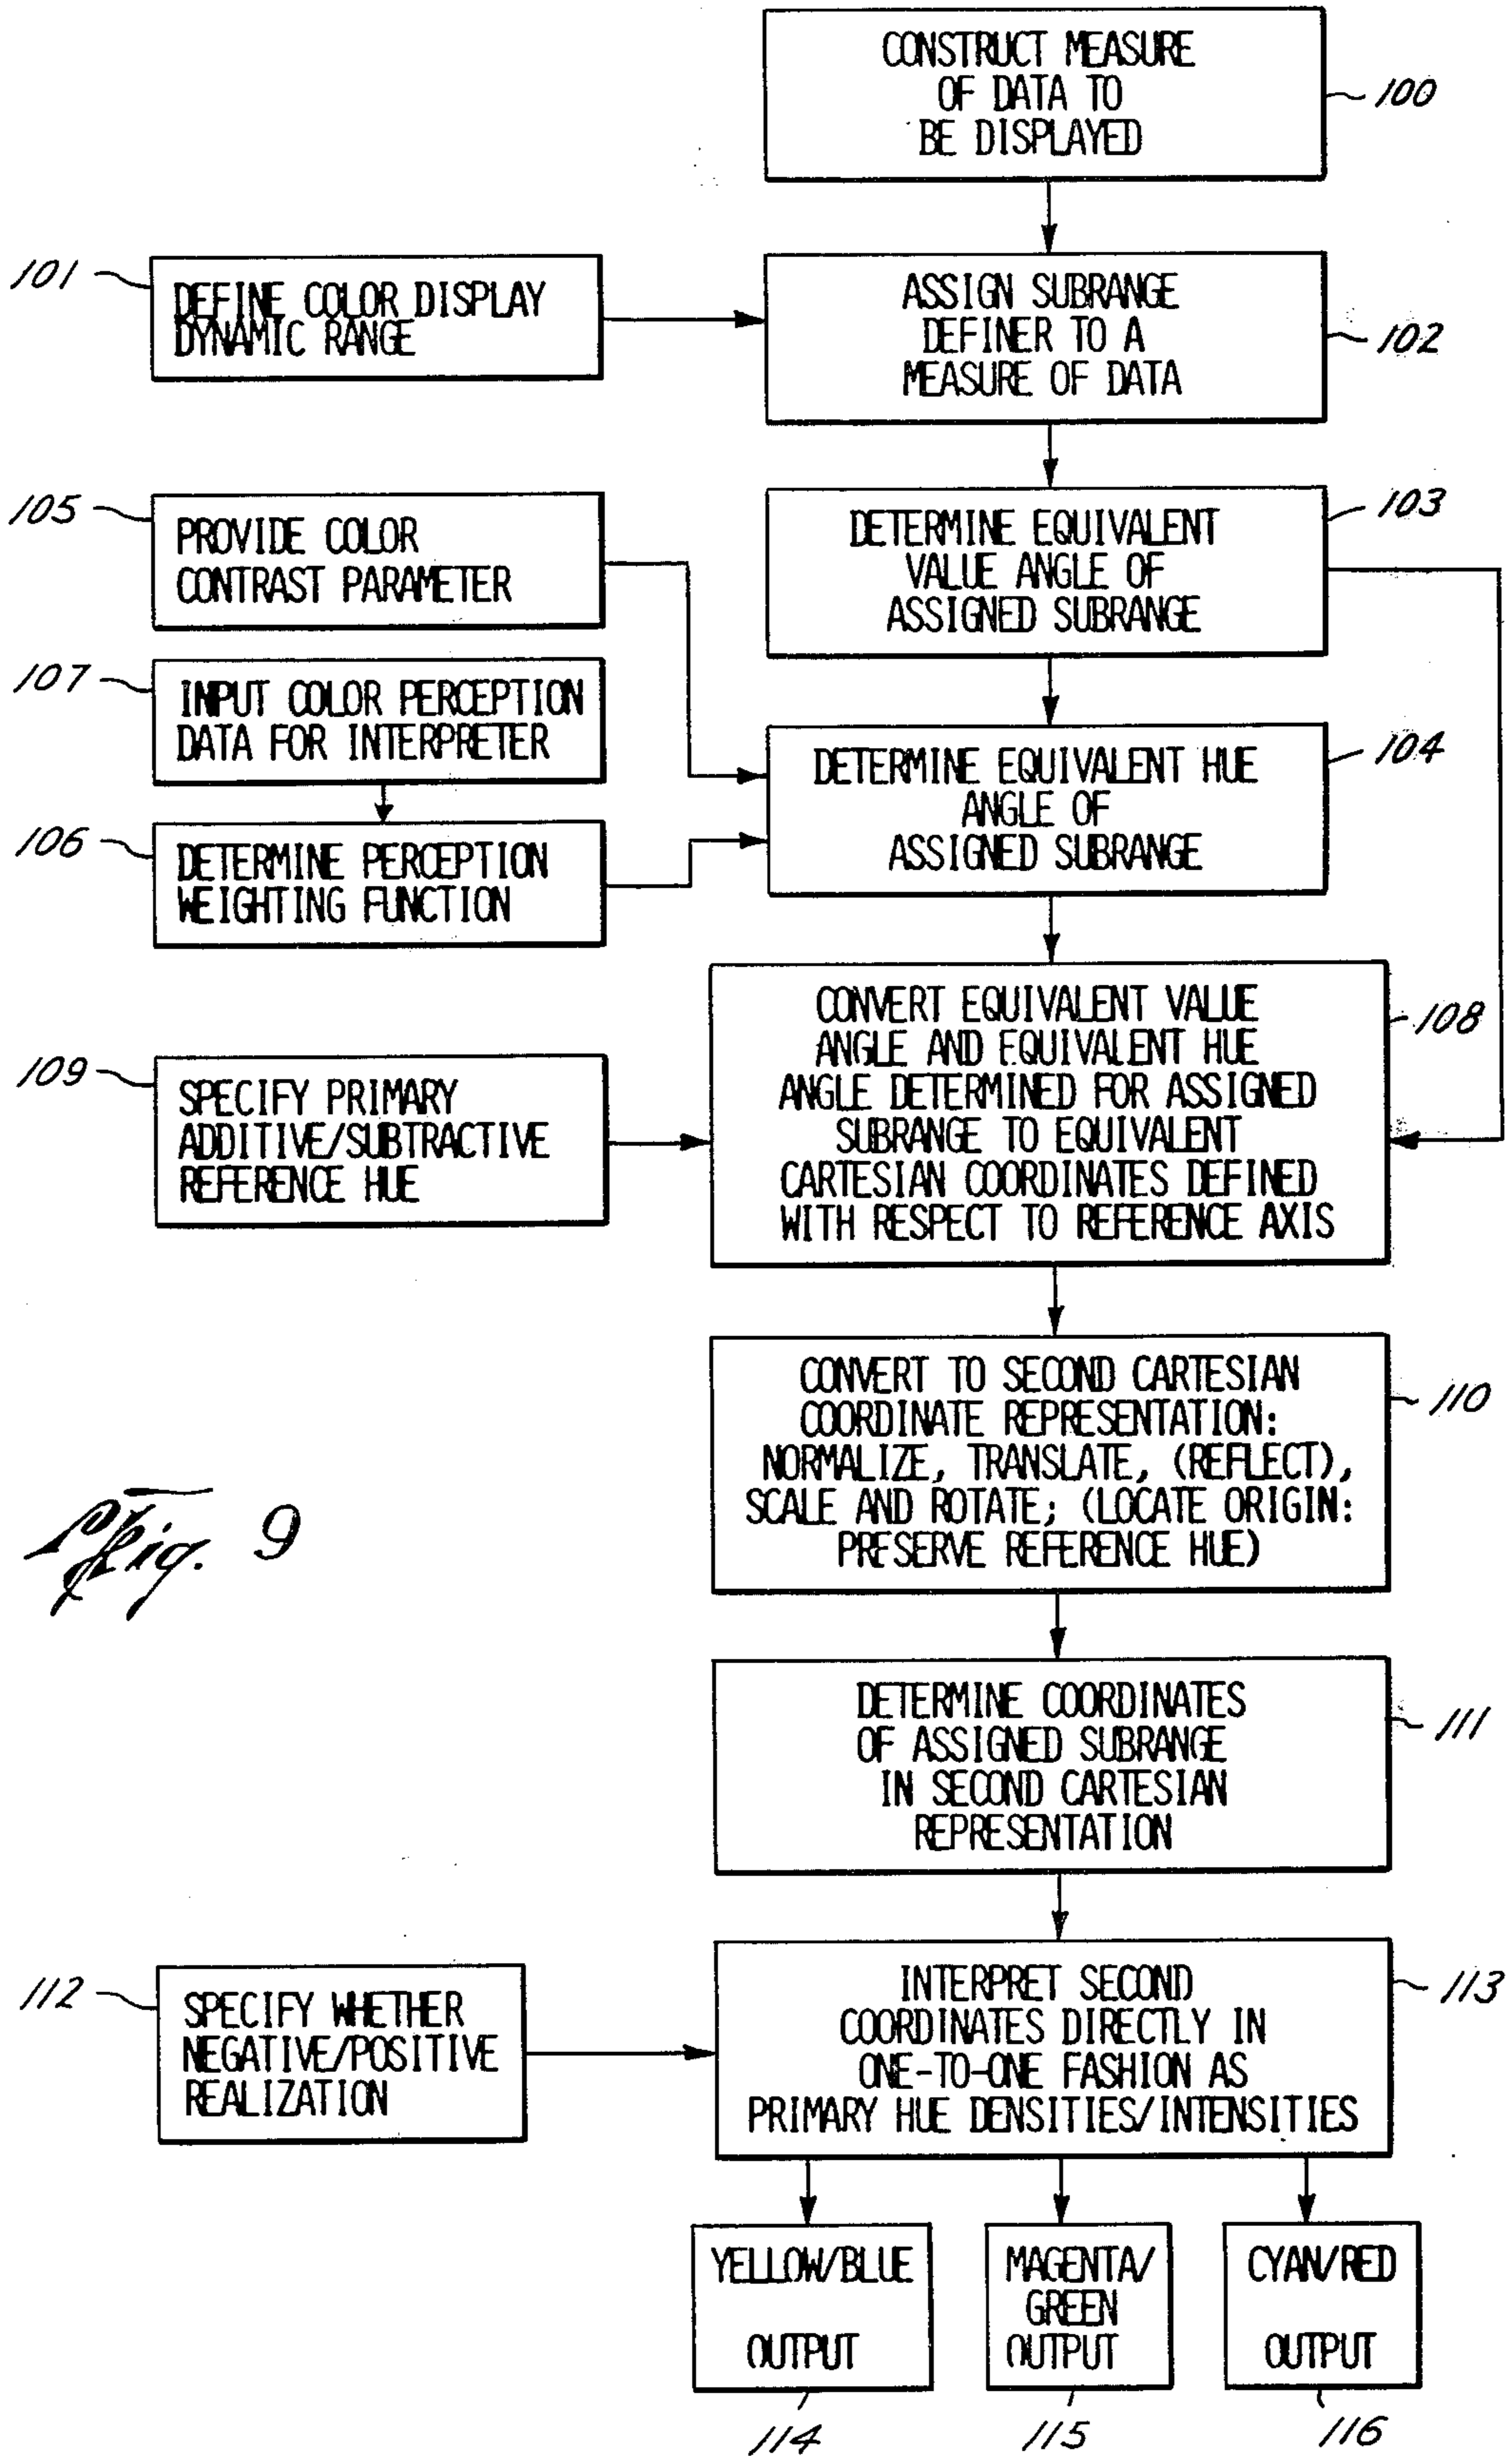 CONSTRUCT MEASURE
OF DATA TO
BE DISPLAYED
100
101
DEFINE COLOR DISPLAY
DYNAMIC RANGE
ASSIGN SUBRANGE
DEFINER TO A
MEASURE OF DATA
102
105
PROVIDE COLOR
CONTRAST PARAMETER
DETERMINE EQUIVALENT
VALUE ANGLE OF
ASSIGNED SUBRANGE
103
107
INPUT COLOR PERCEPTION
DATA FOR INTERPRETER
DETERMINE EQUIVALENT HUE
ANGLE OF
ASSIGNED SUBRANGE
104
106
DETERMINE PERCEPTION
WEIGHTING FUNCTION
CONVERT EQUIVALENT VALUE
ANGLE AND EQUIVALENT HUE
ANGLE DETERMINED FOR ASSIGNED
SUBRANGE TO EQUIVALENT
CARTESIAN COORDINATES DEFINED
WITH RESPECT TO REFERENCE AXIS
108
109
SPECIFY PRIMARY
ADDITIVE/SUBTRACTIVE
REFERENCE HUE
CONVERT TO SECOND CARTESIAN
COORDINATE REPRESENTATION:
NORMALIZE, TRANSLATE, (REFLECT),
SCALE AND ROTATE; (LOCATE ORIGIN:
PRESERVE REFERENCE HUE)
110
Fig. 9
DETERMINE COORDINATES
OF ASSIGNED SUBRANGE
IN SECOND CARTESIAN
REPRESENTATION
111
112
SPECIFY WHETHER
NEGATIVE/POSITIVE
REALIZATION
INTERPRET SECOND
COORDINATES DIRECTLY IN
ONE-TO-ONE FASHION AS
PRIMARY HUE DENSITIES/INTENSITIES
113
YELLOW/BLUE
OUTPUT
114
MAGENTA/
GREEN
OUTPUT
115
CYAN/RED
OUTPUT
116